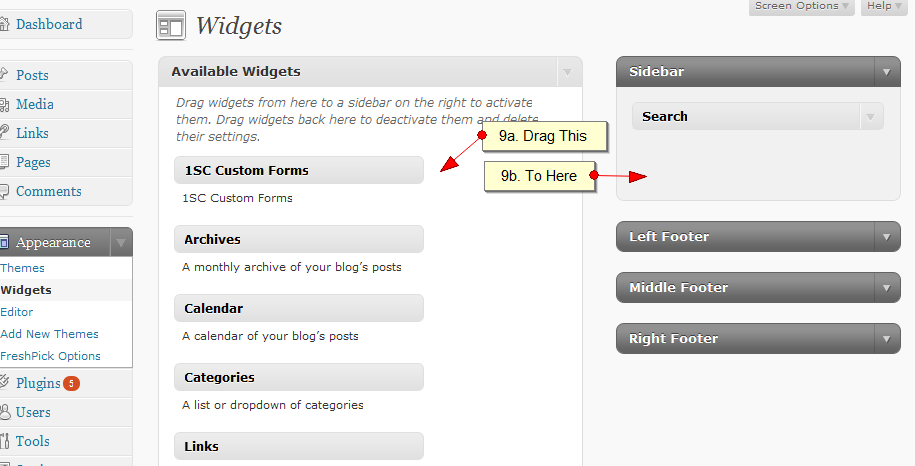 Screen Options
Help
Dashboard
Posts
Media
Links
Pages
Comments
Appearance
Themes
Widgets
Editor
Add New Themes
FreshPick Options
Plugins 5
Users
Tools
Widgets
Available Widgets
Drag widgets from here to a sidebar on the right to activate
them. Drag widgets back here to deactivate them and delete
their settings.
1SC Custom Forms
1SC Custom Forms
Archives
A monthly archive of your blog's posts
Calendar
A calendar of your blog's posts
Categories
A list or dropdown of categories
Links
9a. Drag This
9b. To Here
Sidebar
Search
Left Footer
Middle Footer
Right Footer